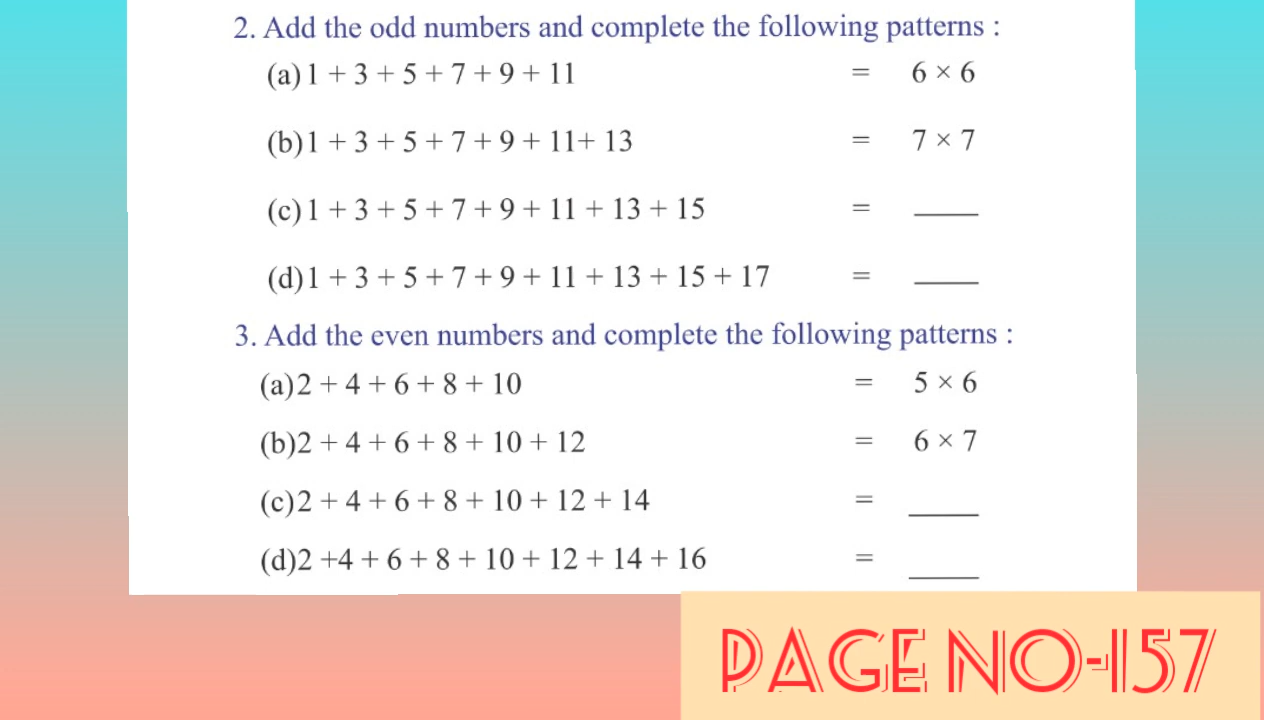 2. Add the odd numbers and complete the following patterns :
(a) 1 + 3 + 5 + 7 + 9 + 11 = 6 × 6
(b) 1 + 3 + 5 + 7 + 9 + 11+ 13 = 7 × 7
(c) 1 + 3 + 5 + 7 + 9 + 11 + 13 + 15 = ____
(d) 1 + 3 + 5 + 7 + 9 + 11 + 13 + 15 + 17 = ____
3. Add the even numbers and complete the following patterns :
(a)2 + 4 + 6 + 8 + 10 = 5 × 6
(b)2 + 4 + 6 + 8 + 10 + 12 = 6 × 7
(c)2 + 4 + 6 + 8 + 10 + 12 + 14 = ____
(d)2 +4 + 6 + 8 + 10 + 12 + 14 + 16 = ____
PAGE NO-157